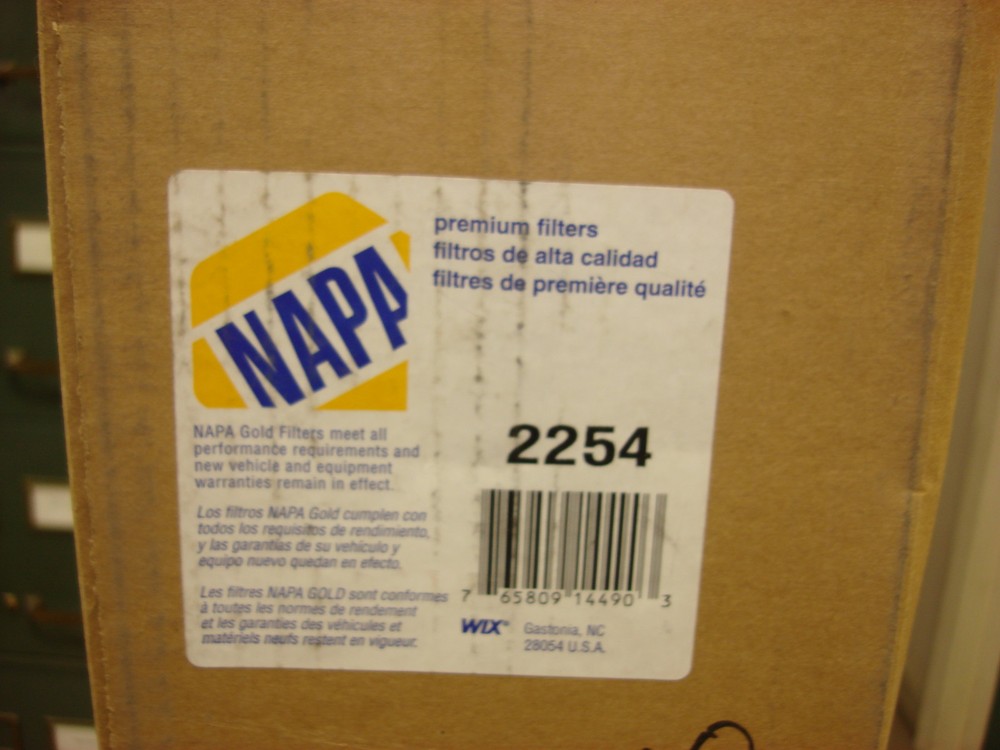 NAPA
premium filters
filtros de alta calidad
filtres de première qualité
NAPA Gold Filters meet all
performance requirements and
new vehicle and equipment
warranties remain in effect.
Los filtros NAPA Gold cumplen con
todos los requisitos de rendimiento,
y las garantías de su vehículo y
equipo nuevo quedan en efecto.
Les filtres NAPA GOLD sont conformes
à toutes les normes de rendement
et les garanties des véhicules et
matériels neufs restent en vigueur.
2254
7 65809 14490 3
WIX
Gastonia, NC
28054 U.S.A.